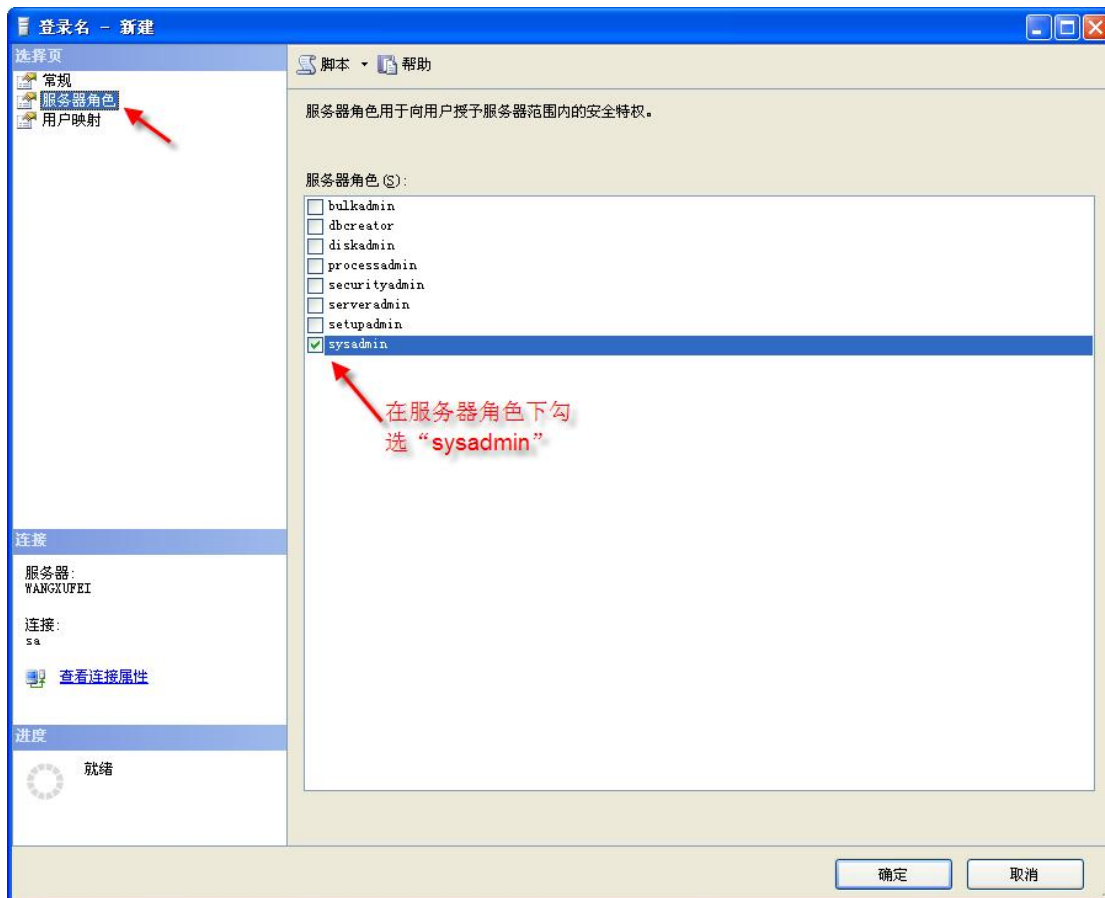 登录名 - 新建
选择页
常规
服务器角色
用户映射
脚本 帮助
服务器角色用于向用户授予服务器范围内的安全特权。
服务器角色(S):
bulkadmin
dbcreator
diskadmin
processadmin
securityadmin
serveradmin
setupadmin
sysadmin
在服务器角色下勾
选“sysadmin”
连接
服务器:
WANGXUFEI
连接:
sa
查看连接属性
进度
就绪
确定 取消